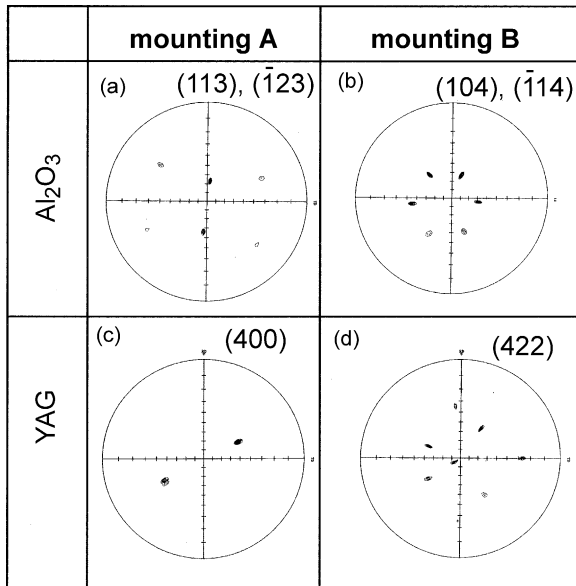 mounting A mounting B
Al₂O₃
(a) (113), (1̄23)
(b) (104), (1̄14)
YAG
(c) (400)
(d) (422)